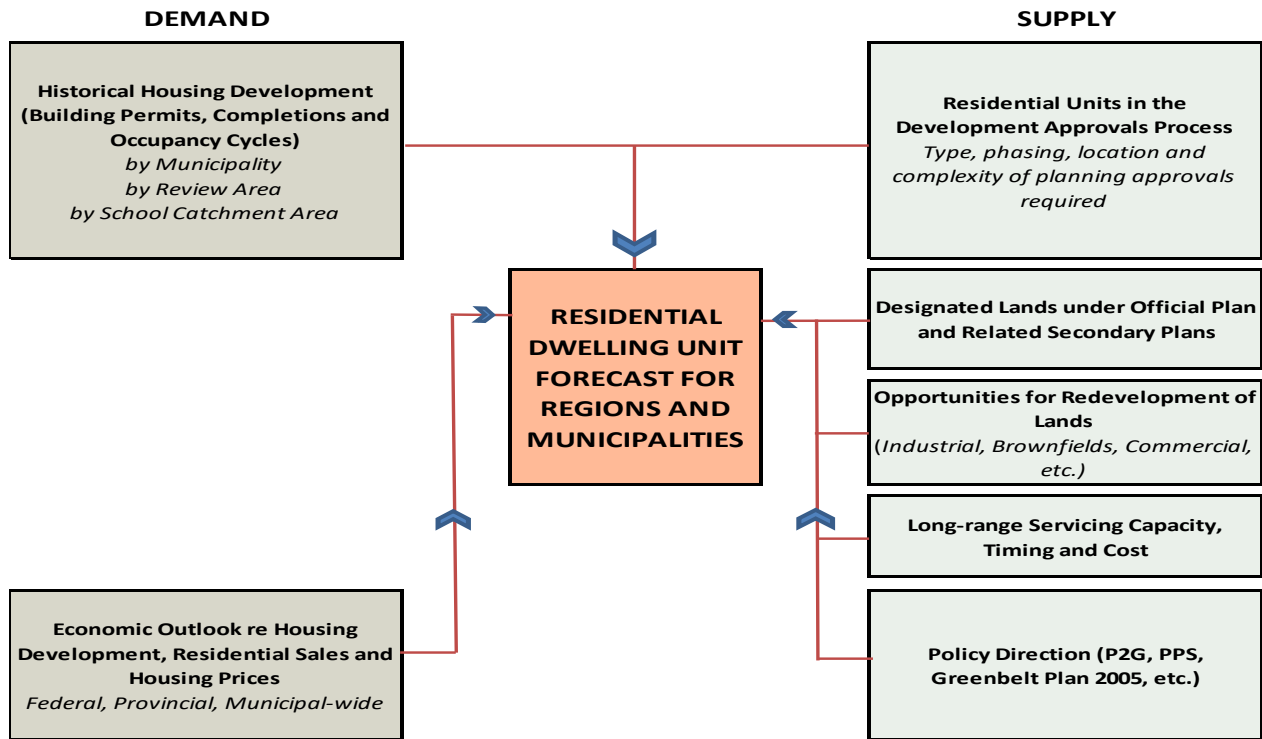 DEMAND
Historical Housing Development
(Building Permits, Completions and
Occupancy Cycles)
by Municipality
by Review Area
by School Catchment Area
Economic Outlook re Housing
Development, Residential Sales and
Housing Prices
Federal, Provincial, Municipal-wide
RESIDENTIAL
DWELLING UNIT
FORECAST FOR
REGIONS AND
MUNICIPALITIES
SUPPLY
Residential Units in the
Development Approvals Process
Type, phasing, location and
complexity of planning approvals
required
Designated Lands under Official Plan
and Related Secondary Plans
Opportunities for Redevelopment of
Lands
(Industrial, Brownfields, Commercial,
etc.)
Long-range Servicing Capacity,
Timing and Cost
Policy Direction (P2G, PPS,
Greenbelt Plan 2005, etc.)